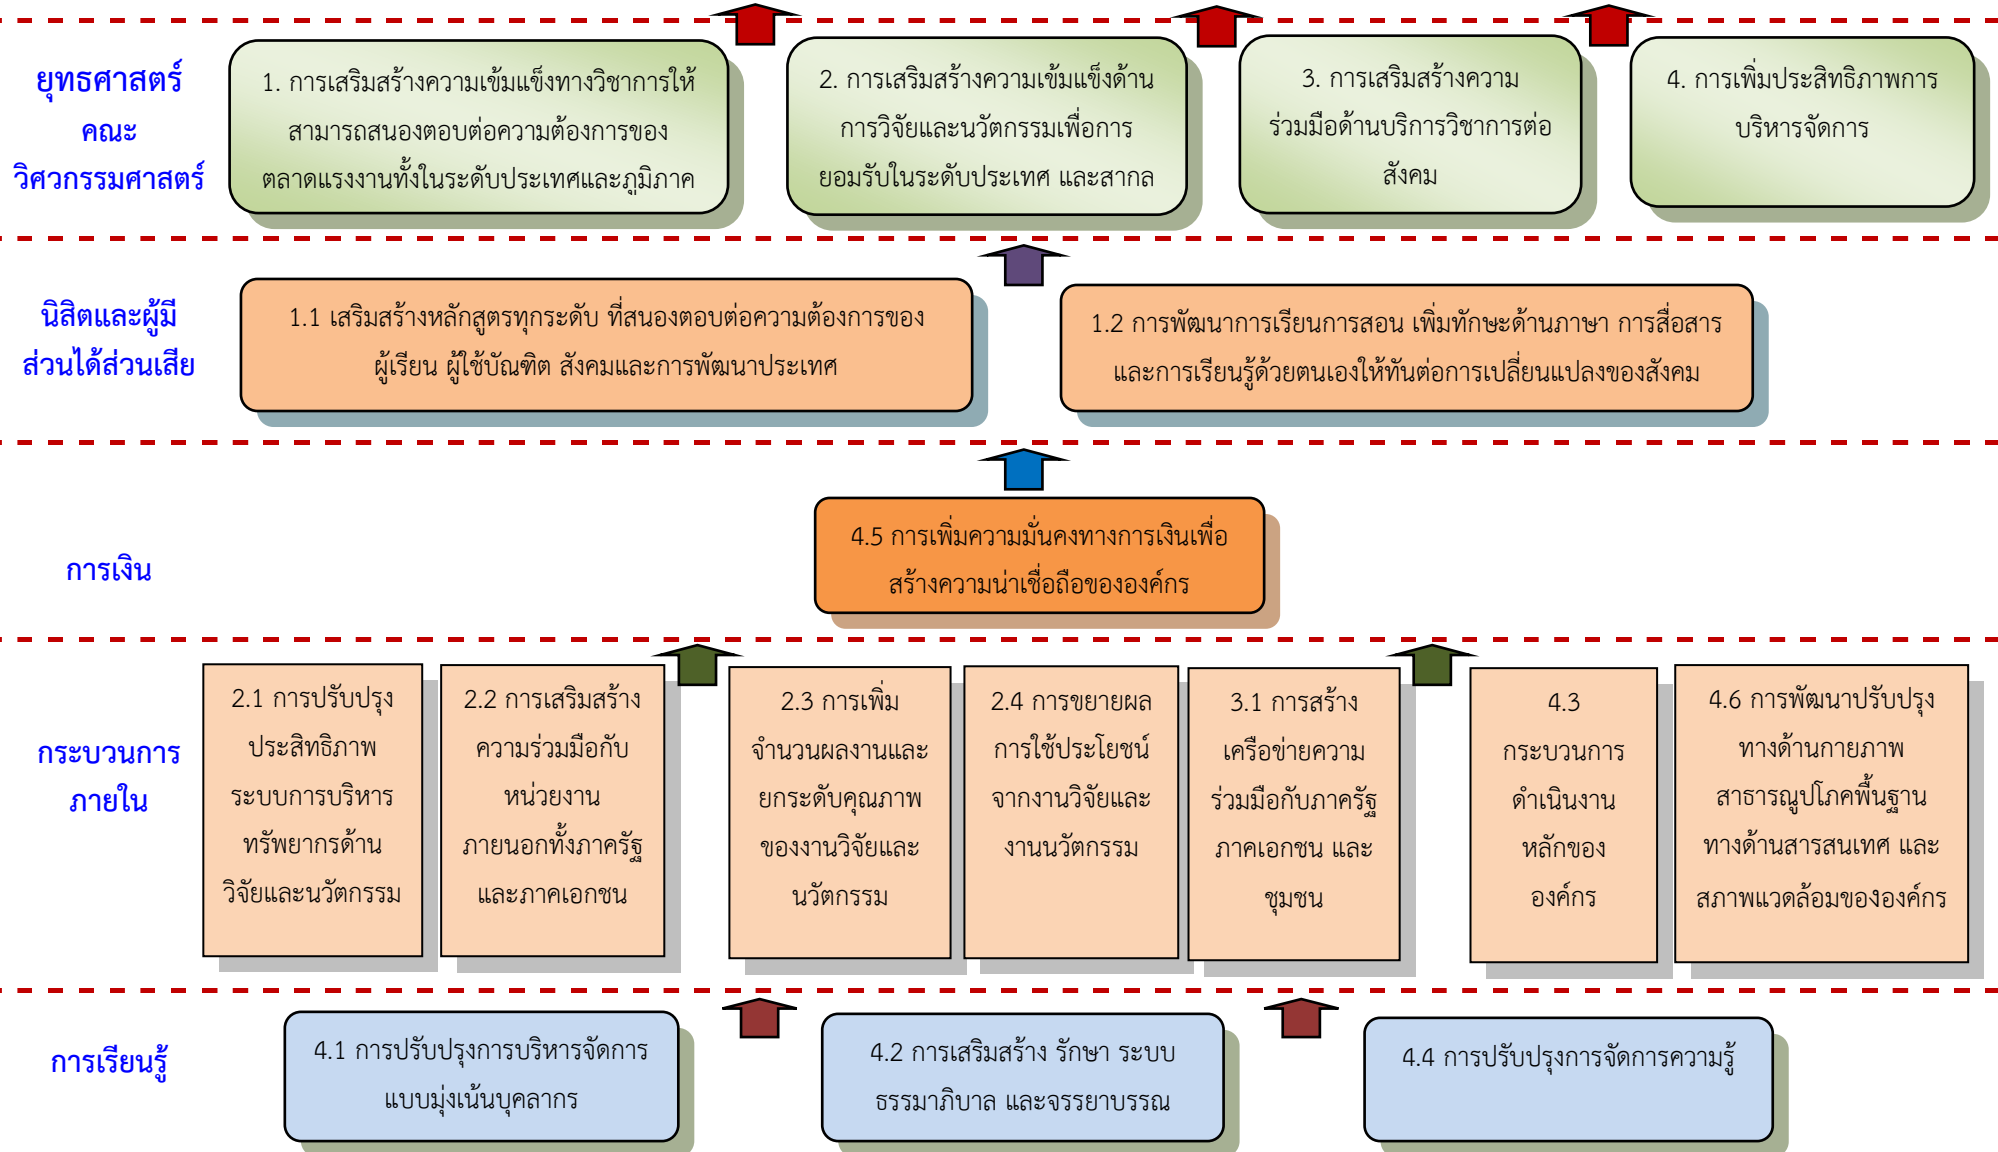 ยุทธศาสตร์
คณะ
วิศวกรรมศาสตร์
1. การเสริมสร้างความเข้มแข็งทางวิชาการให้
สามารถสนองตอบต่อความต้องการของ
ตลาดแรงงานทั้งในระดับประเทศและภูมิภาค
2. การเสริมสร้างความเข้มแข็งด้าน
การวิจัยและนวัตกรรมเพื่อการ
ยอมรับในระดับประเทศ และสากล
3. การเสริมสร้างความ
ร่วมมือด้านบริการวิชาการต่อ
สังคม
4. การเพิ่มประสิทธิภาพการ
บริหารจัดการ
นิสิตและผู้มี
ส่วนได้ส่วนเสีย
1.1 เสริมสร้างหลักสูตรทุกระดับ ที่สนองตอบต่อความต้องการของ
ผู้เรียน ผู้ใช้บัณฑิต สังคมและการพัฒนาประเทศ
1.2 การพัฒนาการเรียนการสอน เพิ่มทักษะด้านภาษา การสื่อสาร
และการเรียนรู้ด้วยตนเองให้ทันต่อการเปลี่ยนแปลงของสังคม
การเงิน
4.5 การเพิ่มความมั่นคงทางการเงินเพื่อ
สร้างความน่าเชื่อถือขององค์กร
กระบวนการ
ภายใน
2.1 การปรับปรุง
ประสิทธิภาพ
ระบบการบริหาร
ทรัพยากรด้าน
วิจัยและนวัตกรรม
2.2 การเสริมสร้าง
ความร่วมมือกับ
หน่วยงาน
ภายนอกทั้งภาครัฐ
และภาคเอกชน
2.3 การเพิ่ม
จำนวนผลงานและ
ยกระดับคุณภาพ
ของงานวิจัยและ
นวัตกรรม
2.4 การขยายผล
การใช้ประโยชน์
จากงานวิจัยและ
งานนวัตกรรม
3.1 การสร้าง
เครือข่ายความ
ร่วมมือกับภาครัฐ
ภาคเอกชน และ
ชุมชน
4.3
กระบวนการ
ดำเนินงาน
หลักของ
องค์กร
4.6 การพัฒนาปรับปรุง
ทางด้านกายภาพ
สาธารณูปโภคพื้นฐาน
ทางด้านสารสนเทศ และ
สภาพแวดล้อมขององค์กร
การเรียนรู้
4.1 การปรับปรุงการบริหารจัดการ
แบบมุ่งเน้นบุคลากร
4.2 การเสริมสร้าง รักษา ระบบ
ธรรมาภิบาล และจรรยาบรรณ
4.4 การปรับปรุงการจัดการความรู้